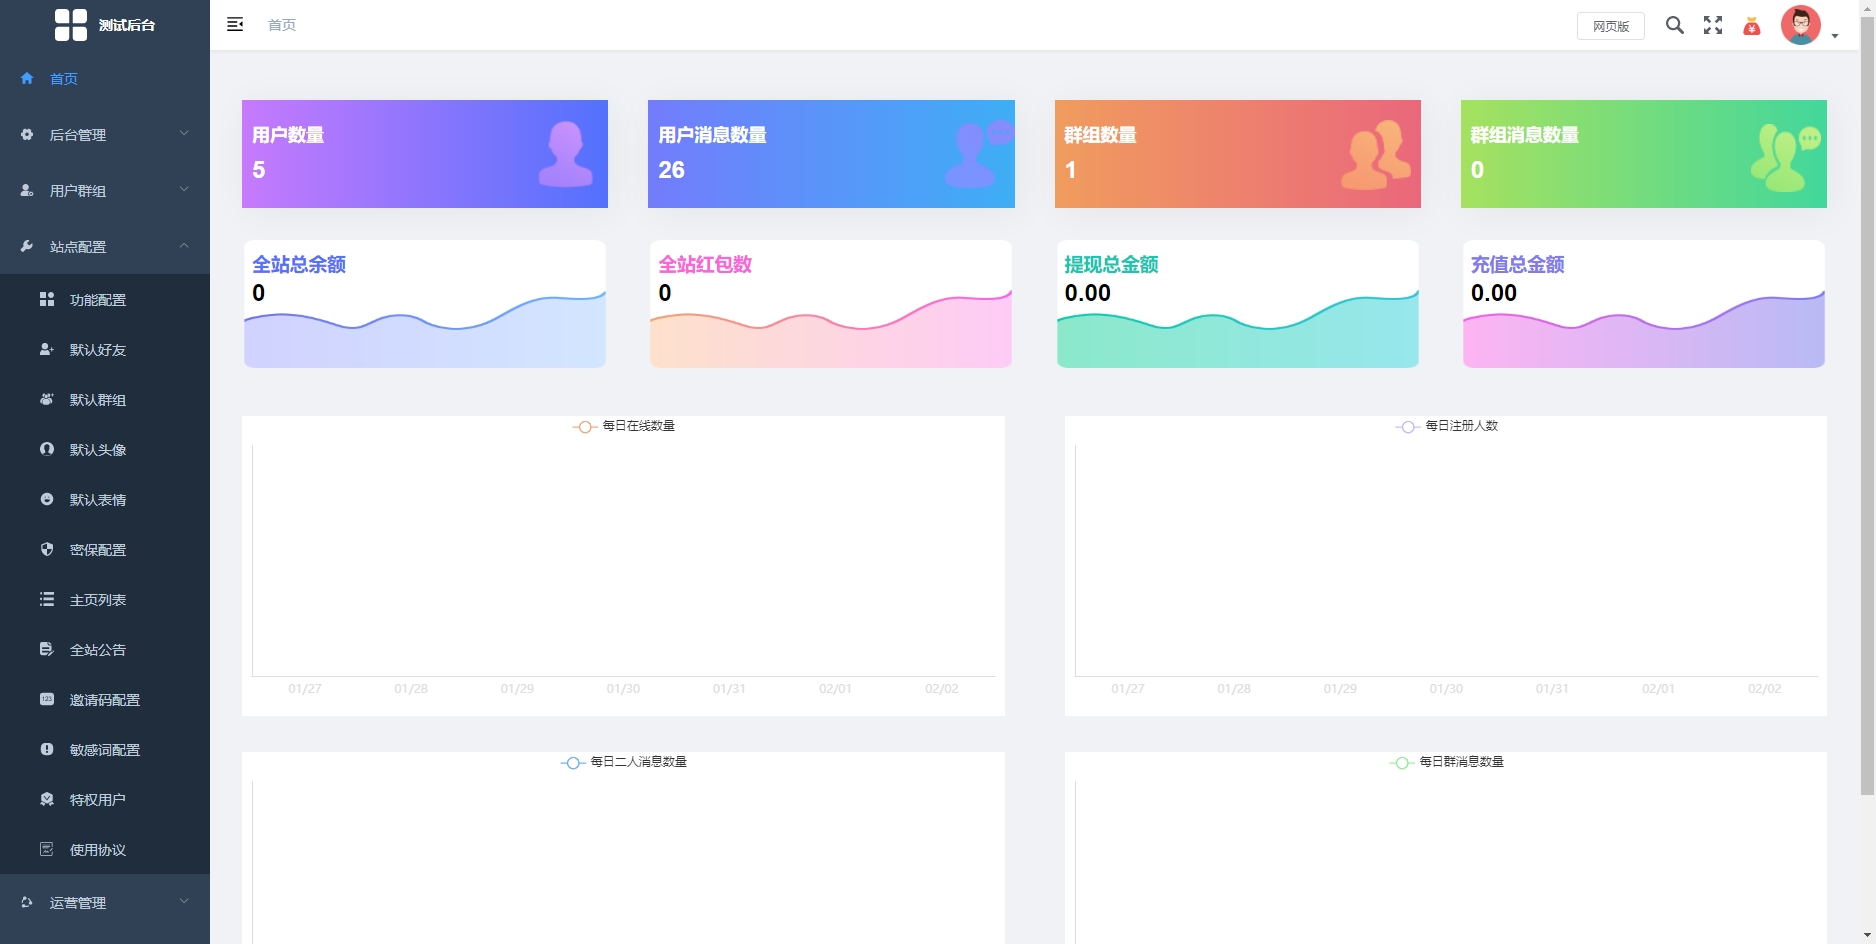 测试后台
首页
后台管理
用户群组
站点配置
功能配置
默认好友
默认群组
默认头像
默认表情
密保配置
主页列表
全站公告
123
邀请码配置
敏感词配置
特权用户
使用协议
运营管理
首页
网页版
用户数量
5
用户消息数量
26
群组数量
1
群组消息数量
0
全站总余额
0
全站红包数
0
提现总金额
0.00
充值总金额
0.00
每日在线数量
01/27 01/28 01/29 01/30 01/31 02/01 02/02
每日注册人数
01/27 01/28 01/29 01/30 01/31 02/01 02/02
每日二人消息数量
每日群消息数量